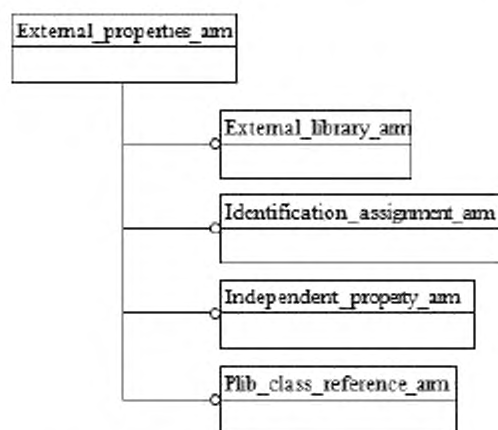 External_properties_arm
External_library_arm
Identification_assignment_arm
Independent_property_arm
Plib_class_reference_arm